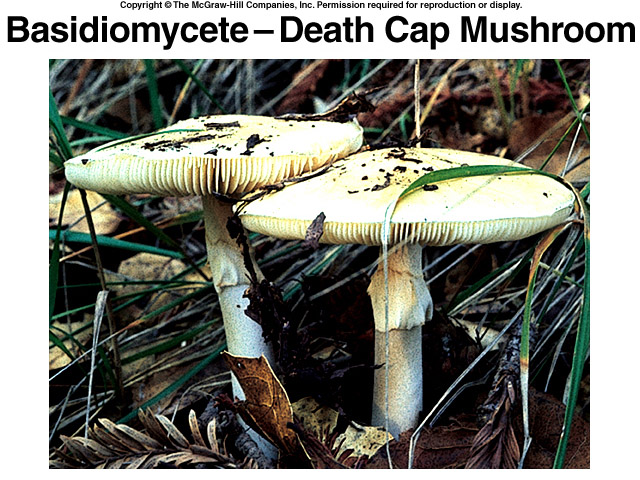 Copyright © The McGraw-Hill Companies, Inc. Permission required for reproduction or display.
Basidiomycete–Death Cap Mushroom